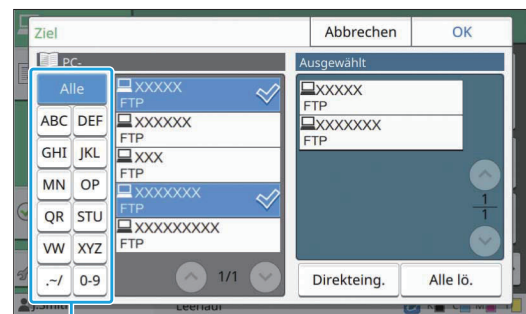 Ziel
Abbrechen
OK
PC-
Ausgewählt
Alle
ABC DEF
GHI JKL
MN OP
QR STU
VW XYZ
.~/ 0-9
XXXXX
FTP
XXXXXX
FTP
XXX
FTP
XXXXXXX
FTP
XXXXXXXXX
FTP
1/1
XXXXX
FTP
XXXXXXX
FTP
1
1
Direkteing.
Alle lö.
J.Smith
Leerlauf